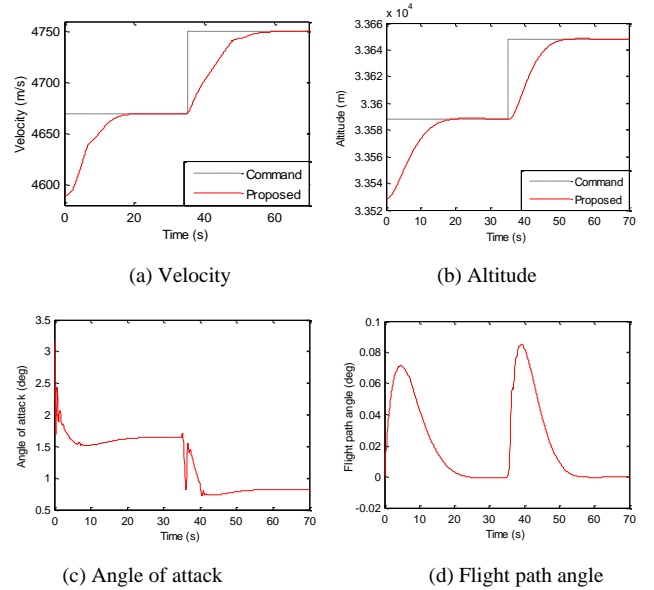 4750
4700
4650
4600
Velocity (m/s)
0 20 40 60
Time (s)
Command
Proposed
(a) Velocity
x 10^4
3.366
3.364
3.362
3.36
3.358
3.356
3.354
3.352
Altitude (m)
0 10 20 30 40 50 60 70
Time (s)
Command
Proposed
(b) Altitude
3.5
3
2.5
2
1.5
1
0.5
Angle of attack (deg)
0 10 20 30 40 50 60 70
Time (s)
(c) Angle of attack
0.1
0.08
0.06
0.04
0.02
0
-0.02
Flight path angle (deg)
0 10 20 30 40 50 60 70
Time (s)
(d) Flight path angle